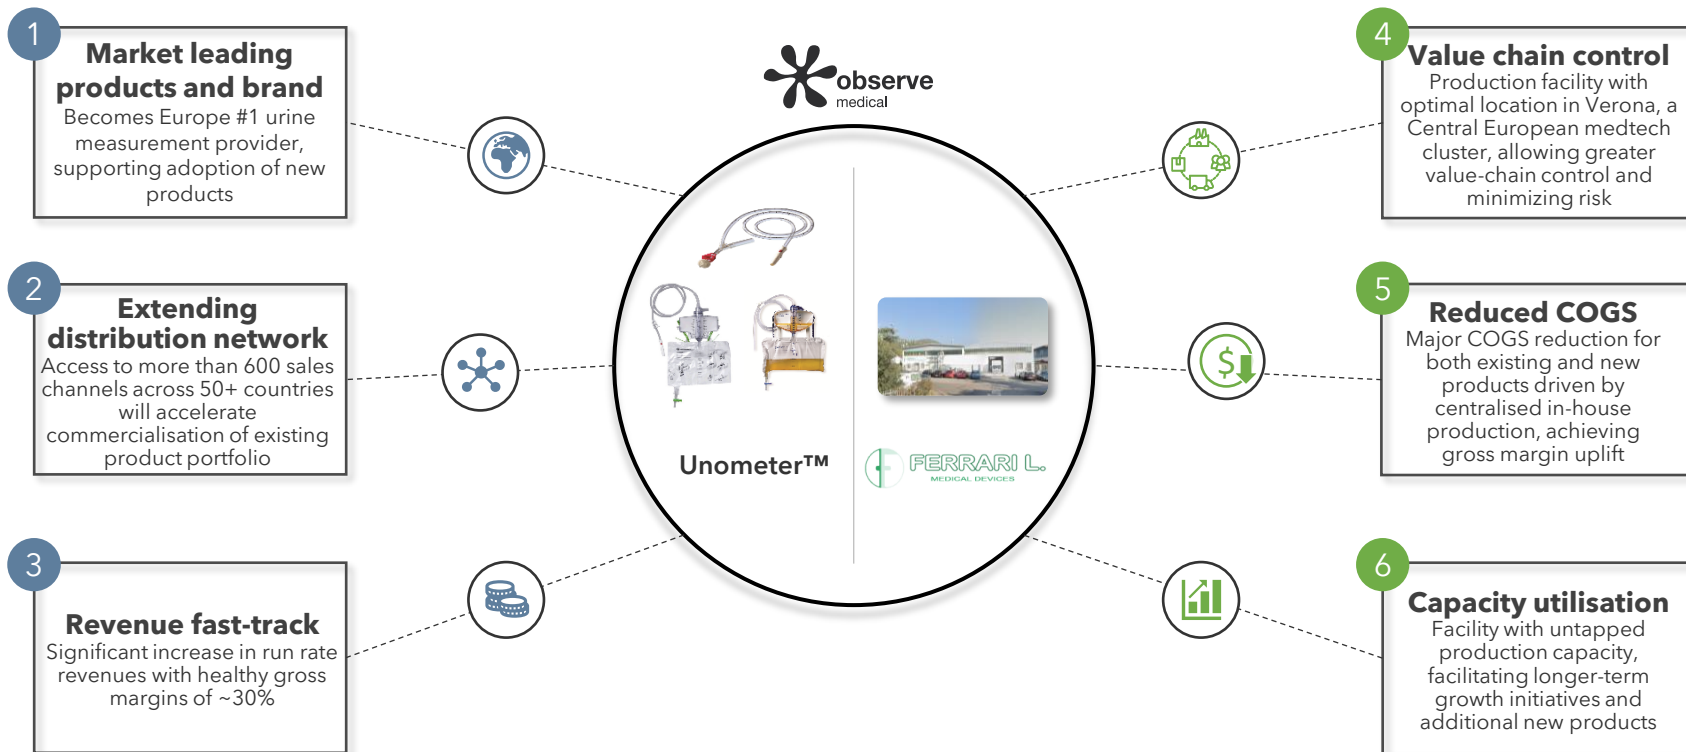 1
Market leading
products and brand
Becomes Europe #1 urine
measurement provider,
supporting adoption of new
products
2
Extending
distribution network
Access to more than 600 sales
channels across 50+ countries
will accelerate
commercialisation of existing
product portfolio
3
Revenue fast-track
Significant increase in run rate
revenues with healthy gross
margins of ~30%
observe
medical
Unometer™
FERRARI L.
MEDICAL DEVICES
$
4
Value chain control
Production facility with
optimal location in Verona, a
Central European medtech
cluster, allowing greater
value-chain control and
minimizing risk
5
Reduced COGS
Major COGS reduction for
both existing and new
products driven by
centralised in-house
production, achieving
gross margin uplift
6
Capacity utilisation
Facility with untapped
production capacity,
facilitating longer-term
growth initiatives and
additional new products